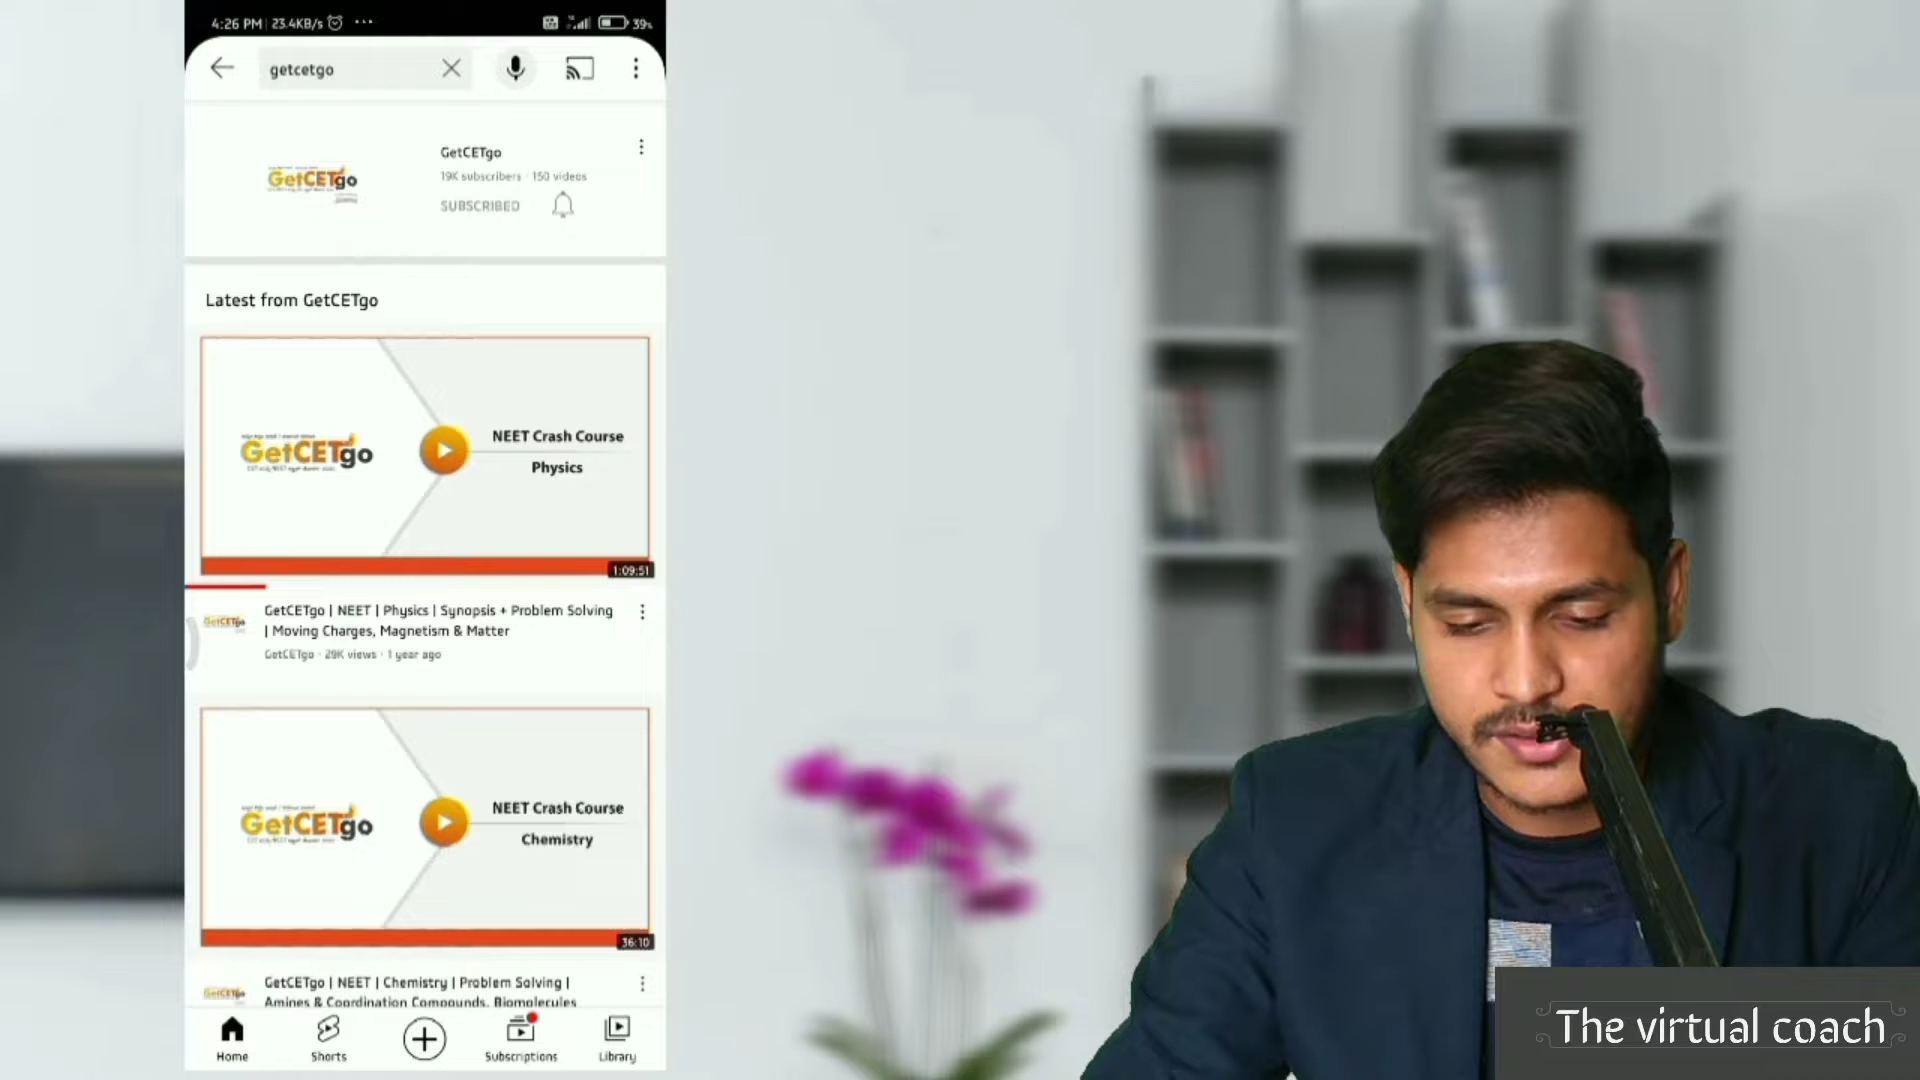 4:26 PM | 23.4KB/s ... 39%
getcetgo
GetCETgo
GetCETgo
19K subscribers · 150 videos
SUBSCRIBED
Latest from GetCETgo
GetCETgo
NEET Crash Course
Physics
1:09:51
GetCETgo
GetCETgo | NEET | Physics | Synopsis + Problem Solving
| Moving Charges, Magnetism & Matter
GetCETgo · 29K views · 1 year ago
GetCETgo
NEET Crash Course
Chemistry
36:10
GetCETgo
GetCETgo | NEET | Chemistry | Problem Solving |
Amines & Coordination Compounds, Biomolecules
Home
Shorts
Subscriptions
Library
The virtual coach